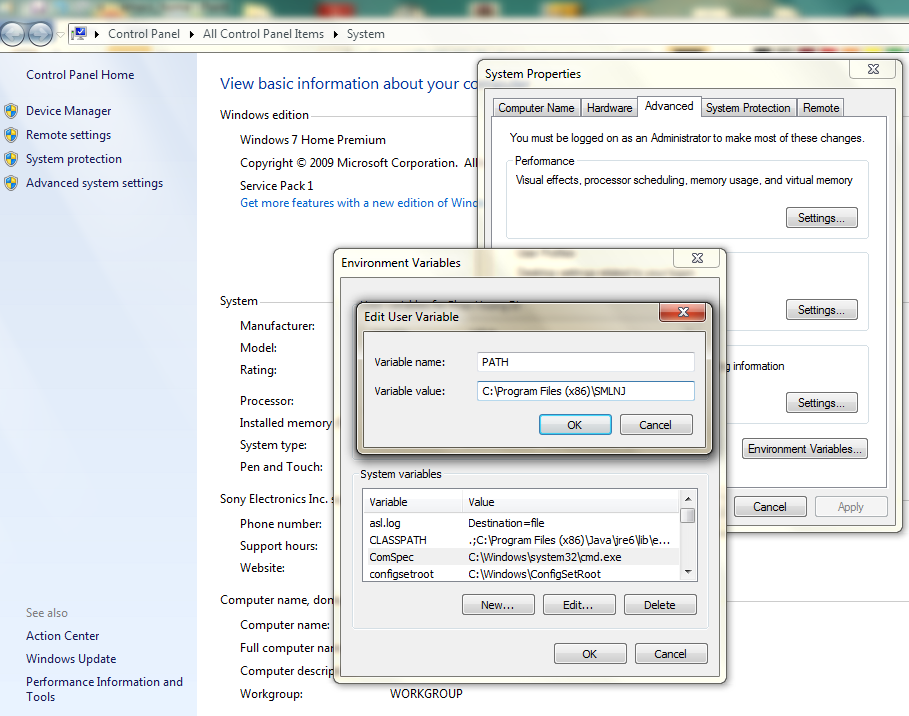 Control Panel ▸ All Control Panel Items ▸ System
Control Panel Home
Device Manager
Remote settings
System protection
Advanced system settings
See also
Action Center
Windows Update
Performance Information and
Tools
View basic information about your
Windows edition
Windows 7 Home Premium
Copyright © 2009 Microsoft Corporation. All
Service Pack 1
Get more features with a new edition of Wind
System
Manufacturer:
Model:
Rating:
Processor:
Installed memory
System type:
Pen and Touch:
Sony Electronics Inc.
Phone number:
Support hours:
Website:
Computer name, don
Computer name:
Full computer nar
Computer descrip
Workgroup: WORKGROUP
System Properties
Computer Name Hardware Advanced System Protection Remote
You must be logged on as an Administrator to make most of these changes.
Performance
Visual effects, processor scheduling, memory usage, and virtual memory
Settings...
Settings...
g information
Settings...
Environment Variables...
Cancel Apply
Environment Variables
Edit User Variable
Variable name: PATH
Variable value: C:\Program Files (x86)\SMLNJ
OK Cancel
System variables
Variable Value
asl.log Destination=file
CLASSPATH .;C:\Program Files (x86)\Java\jre6\lib\e...
ComSpec C:\Windows\system32\cmd.exe
configsetroot C:\Windows\ConfigSetRoot
New... Edit... Delete
OK Cancel